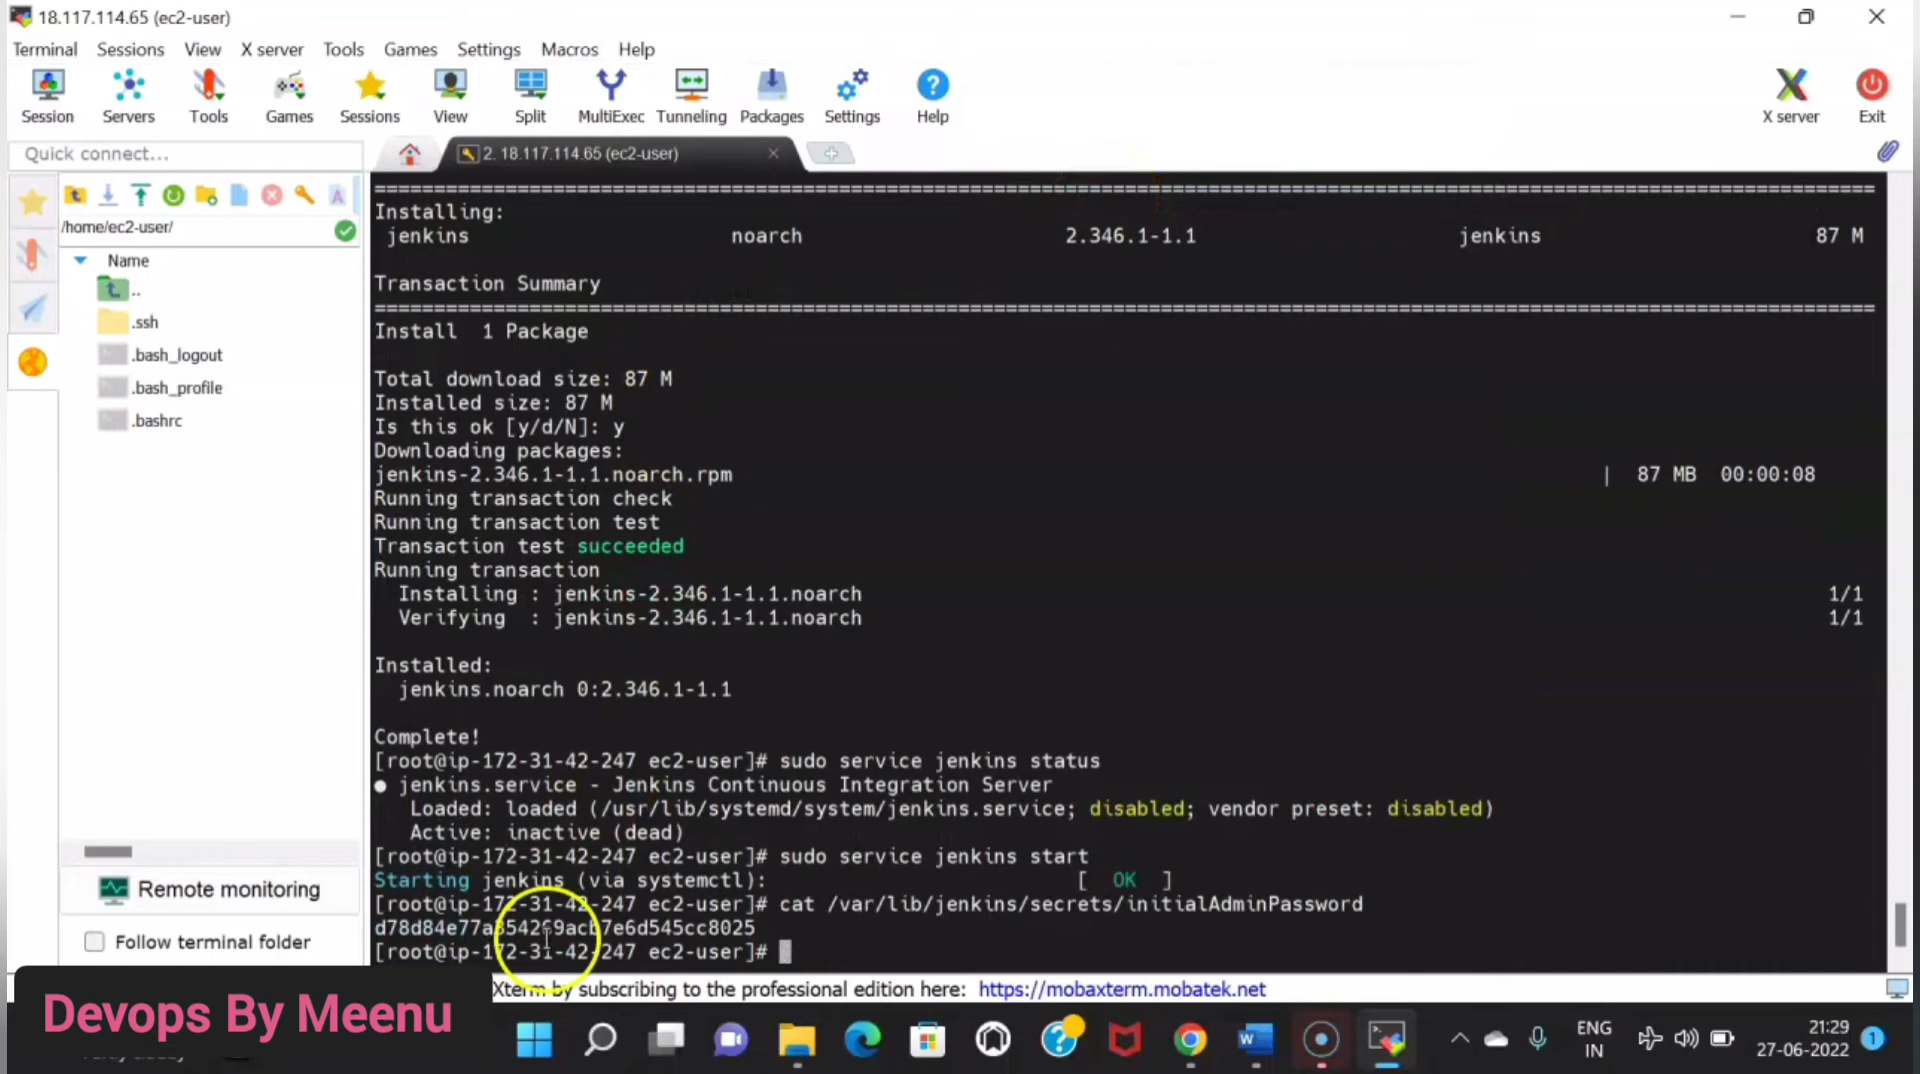 18.117.114.65 (ec2-user)
Terminal Sessions View X server Tools Games Settings Macros Help
Session Servers Tools Games Sessions View Split MultiExec Tunneling Packages Settings Help X server Exit
Quick connect...
2. 18.117.114.65 (ec2-user)
/home/ec2-user/
Name
..
.ssh
.bash_logout
.bash_profile
.bashrc
Remote monitoring
Follow terminal folder
================================================================================
Installing:
jenkins noarch 2.346.1-1.1 jenkins 87 M
Transaction Summary
================================================================================
Install 1 Package
Total download size: 87 M
Installed size: 87 M
Is this ok [y/d/N]: y
Downloading packages:
jenkins-2.346.1-1.1.noarch.rpm | 87 MB 00:00:08
Running transaction check
Running transaction test
Transaction test succeeded
Running transaction
Installing : jenkins-2.346.1-1.1.noarch 1/1
Verifying : jenkins-2.346.1-1.1.noarch 1/1
Installed:
jenkins.noarch 0:2.346.1-1.1
Complete!
[root@ip-172-31-42-247 ec2-user]# sudo service jenkins status
● jenkins.service - Jenkins Continuous Integration Server
Loaded: loaded (/usr/lib/systemd/system/jenkins.service; disabled; vendor preset: disabled)
Active: inactive (dead)
[root@ip-172-31-42-247 ec2-user]# sudo service jenkins start
Starting jenkins (via systemctl): [ OK ]
[root@ip-172-31-42-247 ec2-user]# cat /var/lib/jenkins/secrets/initialAdminPassword
[root@ip-172-31-42-247 ec2-user]#
Xterm by subscribing to the professional edition here: https://mobaxterm.mobatek.net
Devops By Meenu
ENG
IN
21:29
27-06-2022
1